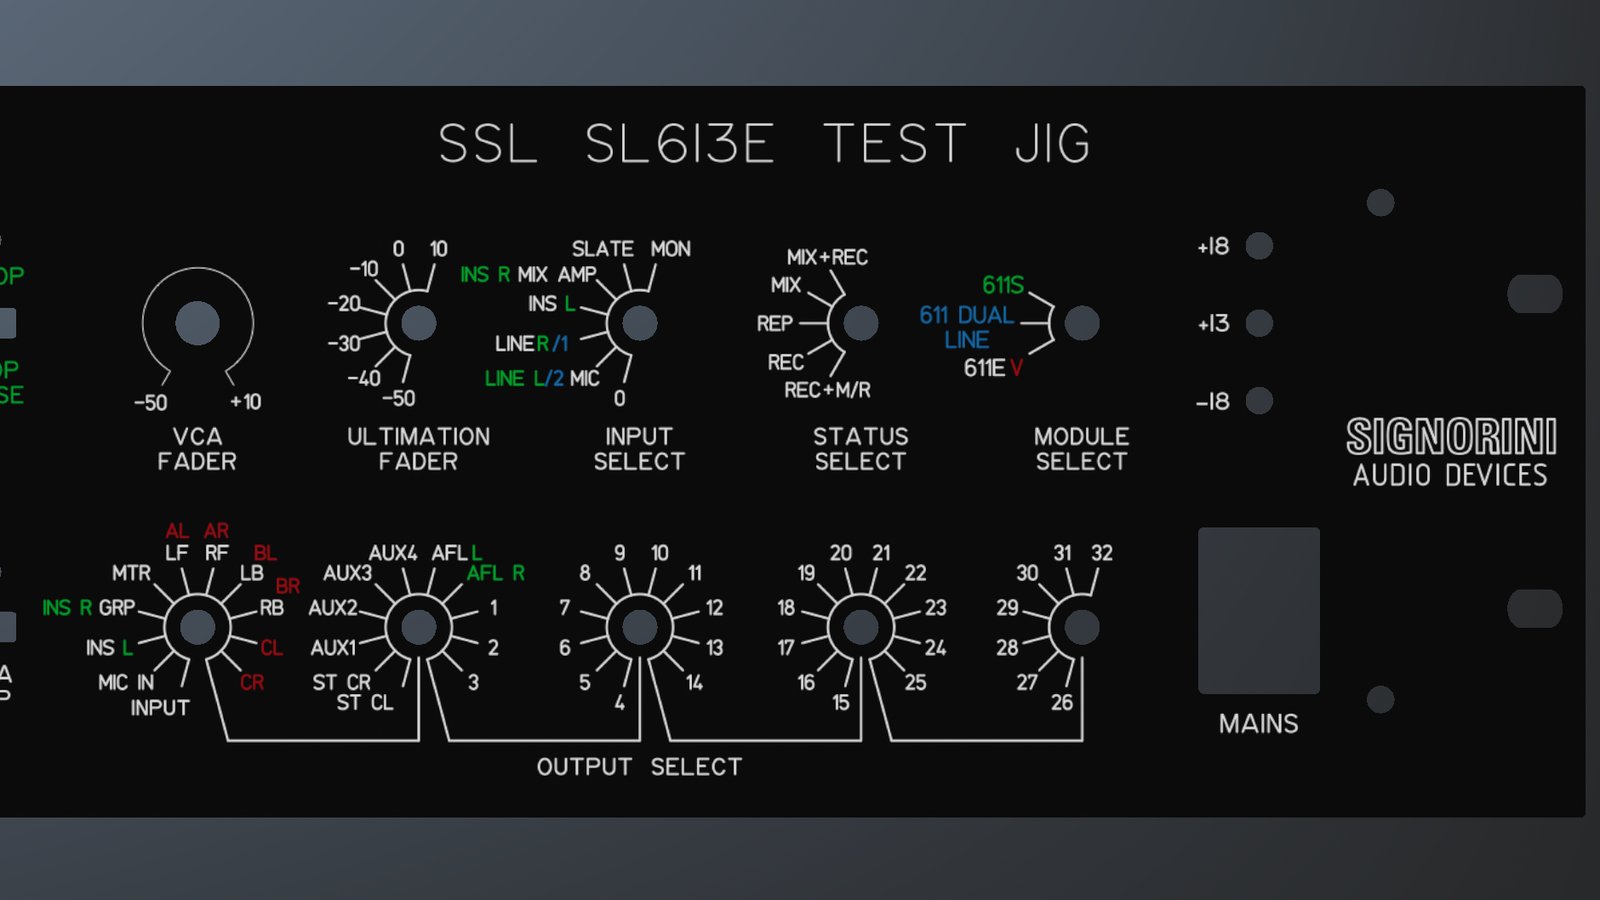 SSL SL613E TEST JIG
OP
OP
SE
-50
+10
VCA
FADER
0 10
-10
-20
-30
-40
-50
ULTIMATION
FADER
SLATE MON
INS R MIX AMP
INS L
LINE R/1
LINE L/2 MIC
0
INPUT
SELECT
MIX+REC
MIX
REP
REC
REC+M/R
STATUS
SELECT
611S
611 DUAL
LINE
611E V
MODULE
SELECT
+18
+13
-18
SIGNORINI
AUDIO DEVICES
A
P
AL AR
LF RF BL
MTR LB BR
INS R GRP RB
INS L CL
MIC IN CR
INPUT
AUX4 AFL L
AUX3 AFL R
AUX2 1
AUX1 2
ST CR 3
ST CL
9 10
8 11
7 12
6 13
5 14
4
20 21
19 22
18 23
17 24
16 25
15
31 32
30
29
28
27
26
OUTPUT SELECT
MAINS